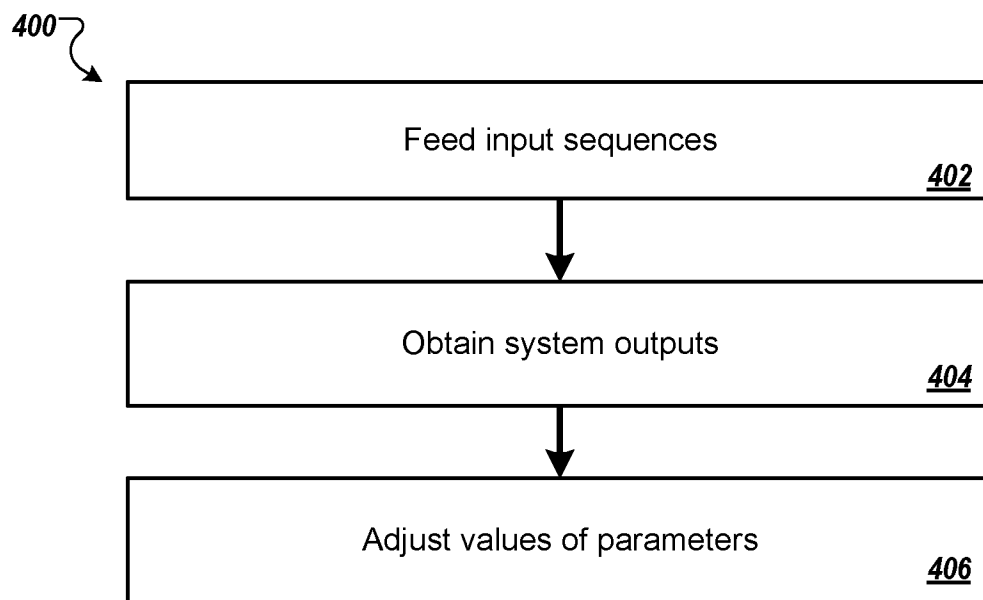 400
Feed input sequences
402
Obtain system outputs
404
Adjust values of parameters
406